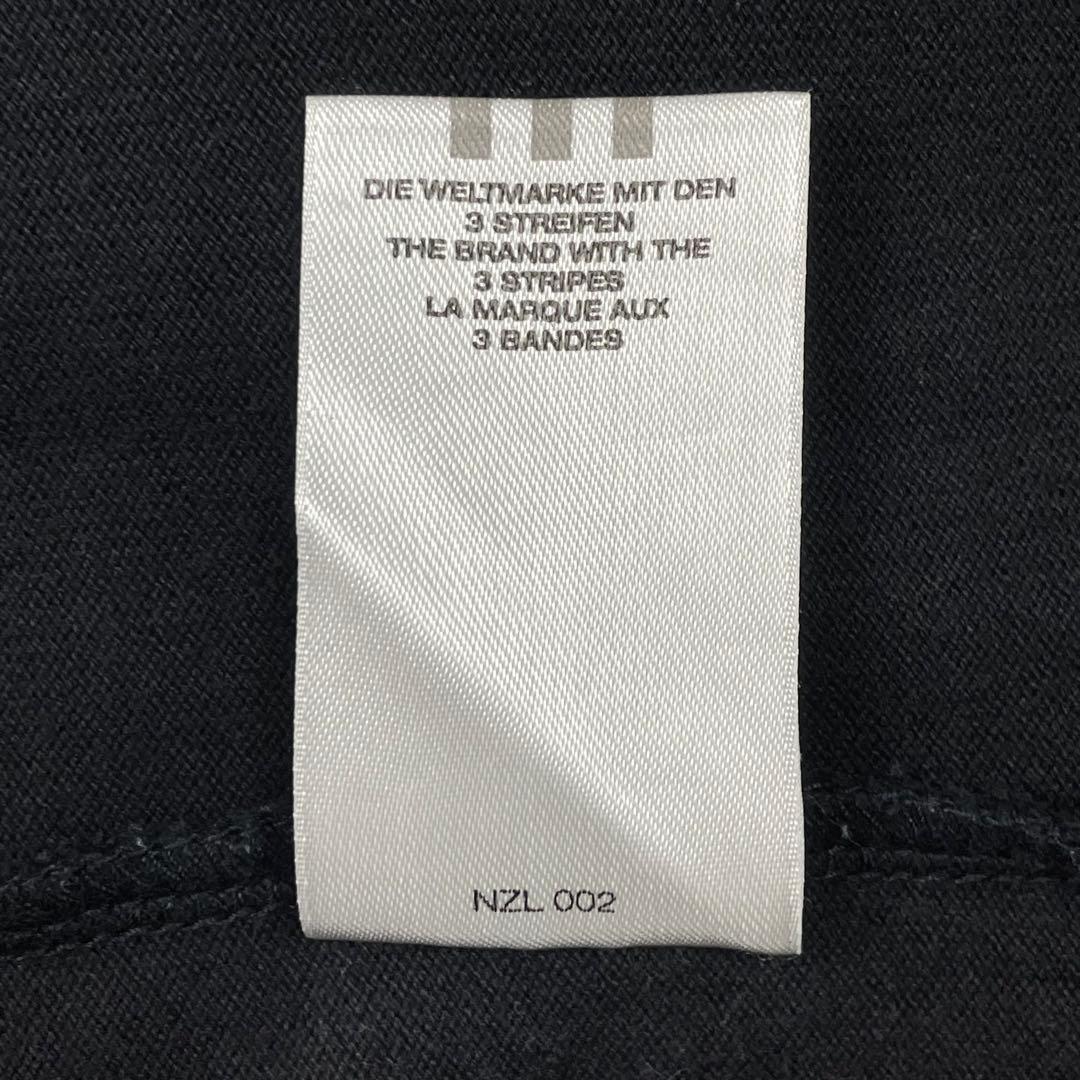 DIE WELTMARKE MIT DEN
3 STREIFEN
THE BRAND WITH THE
3 STRIPES
LA MARQUE AUX
3 BANDES
NZL 002